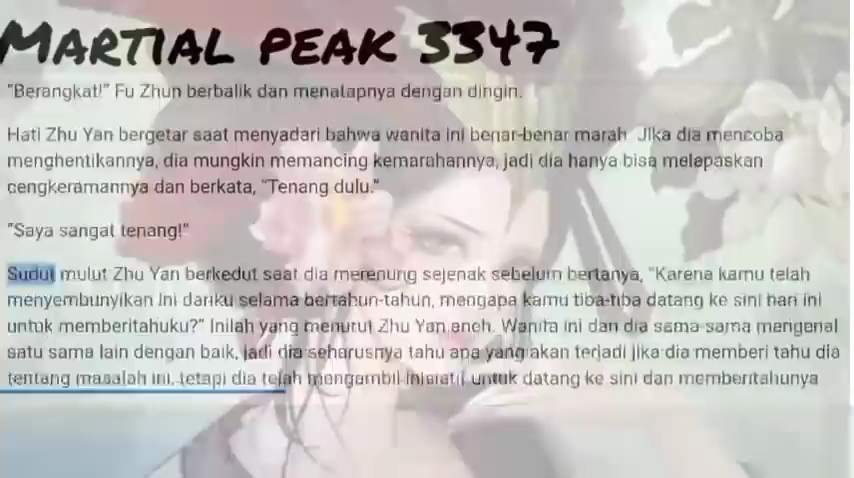 MARTIAL PEAK 3347
"Berangkat!" Fu Zhun berbalik dan menatapnya dengan dingin.
Hati Zhu Yan bergetar saat menyadari bahwa wanita ini benar-benar marah. Jika dia mencoba
menghentikannya, dia mungkin memancing kemarahannya, jadi dia hanya bisa melepaskan
cengkeramannya dan berkata, "Tenang dulu."
"Saya sangat tenang!"
Sudut mulut Zhu Yan berkedut saat dia merenung sejenak sebelum bertanya, "Karena kamu telah
menyembunyikan ini dariku selama bertahun-tahun, mengapa kamu tiba-tiba datang ke sini hari ini
untuk memberitahuku?" Inilah yang menurut Zhu Yan aneh. Wanita ini dan dia sama-sama mengenal
satu sama lain dengan baik, jadi dia seharusnya tahu apa yang akan terjadi jika dia memberi tahu dia
tentang masalah ini, tetapi dia telah mengambil inisiatif untuk datang ke sini dan memberitahunya